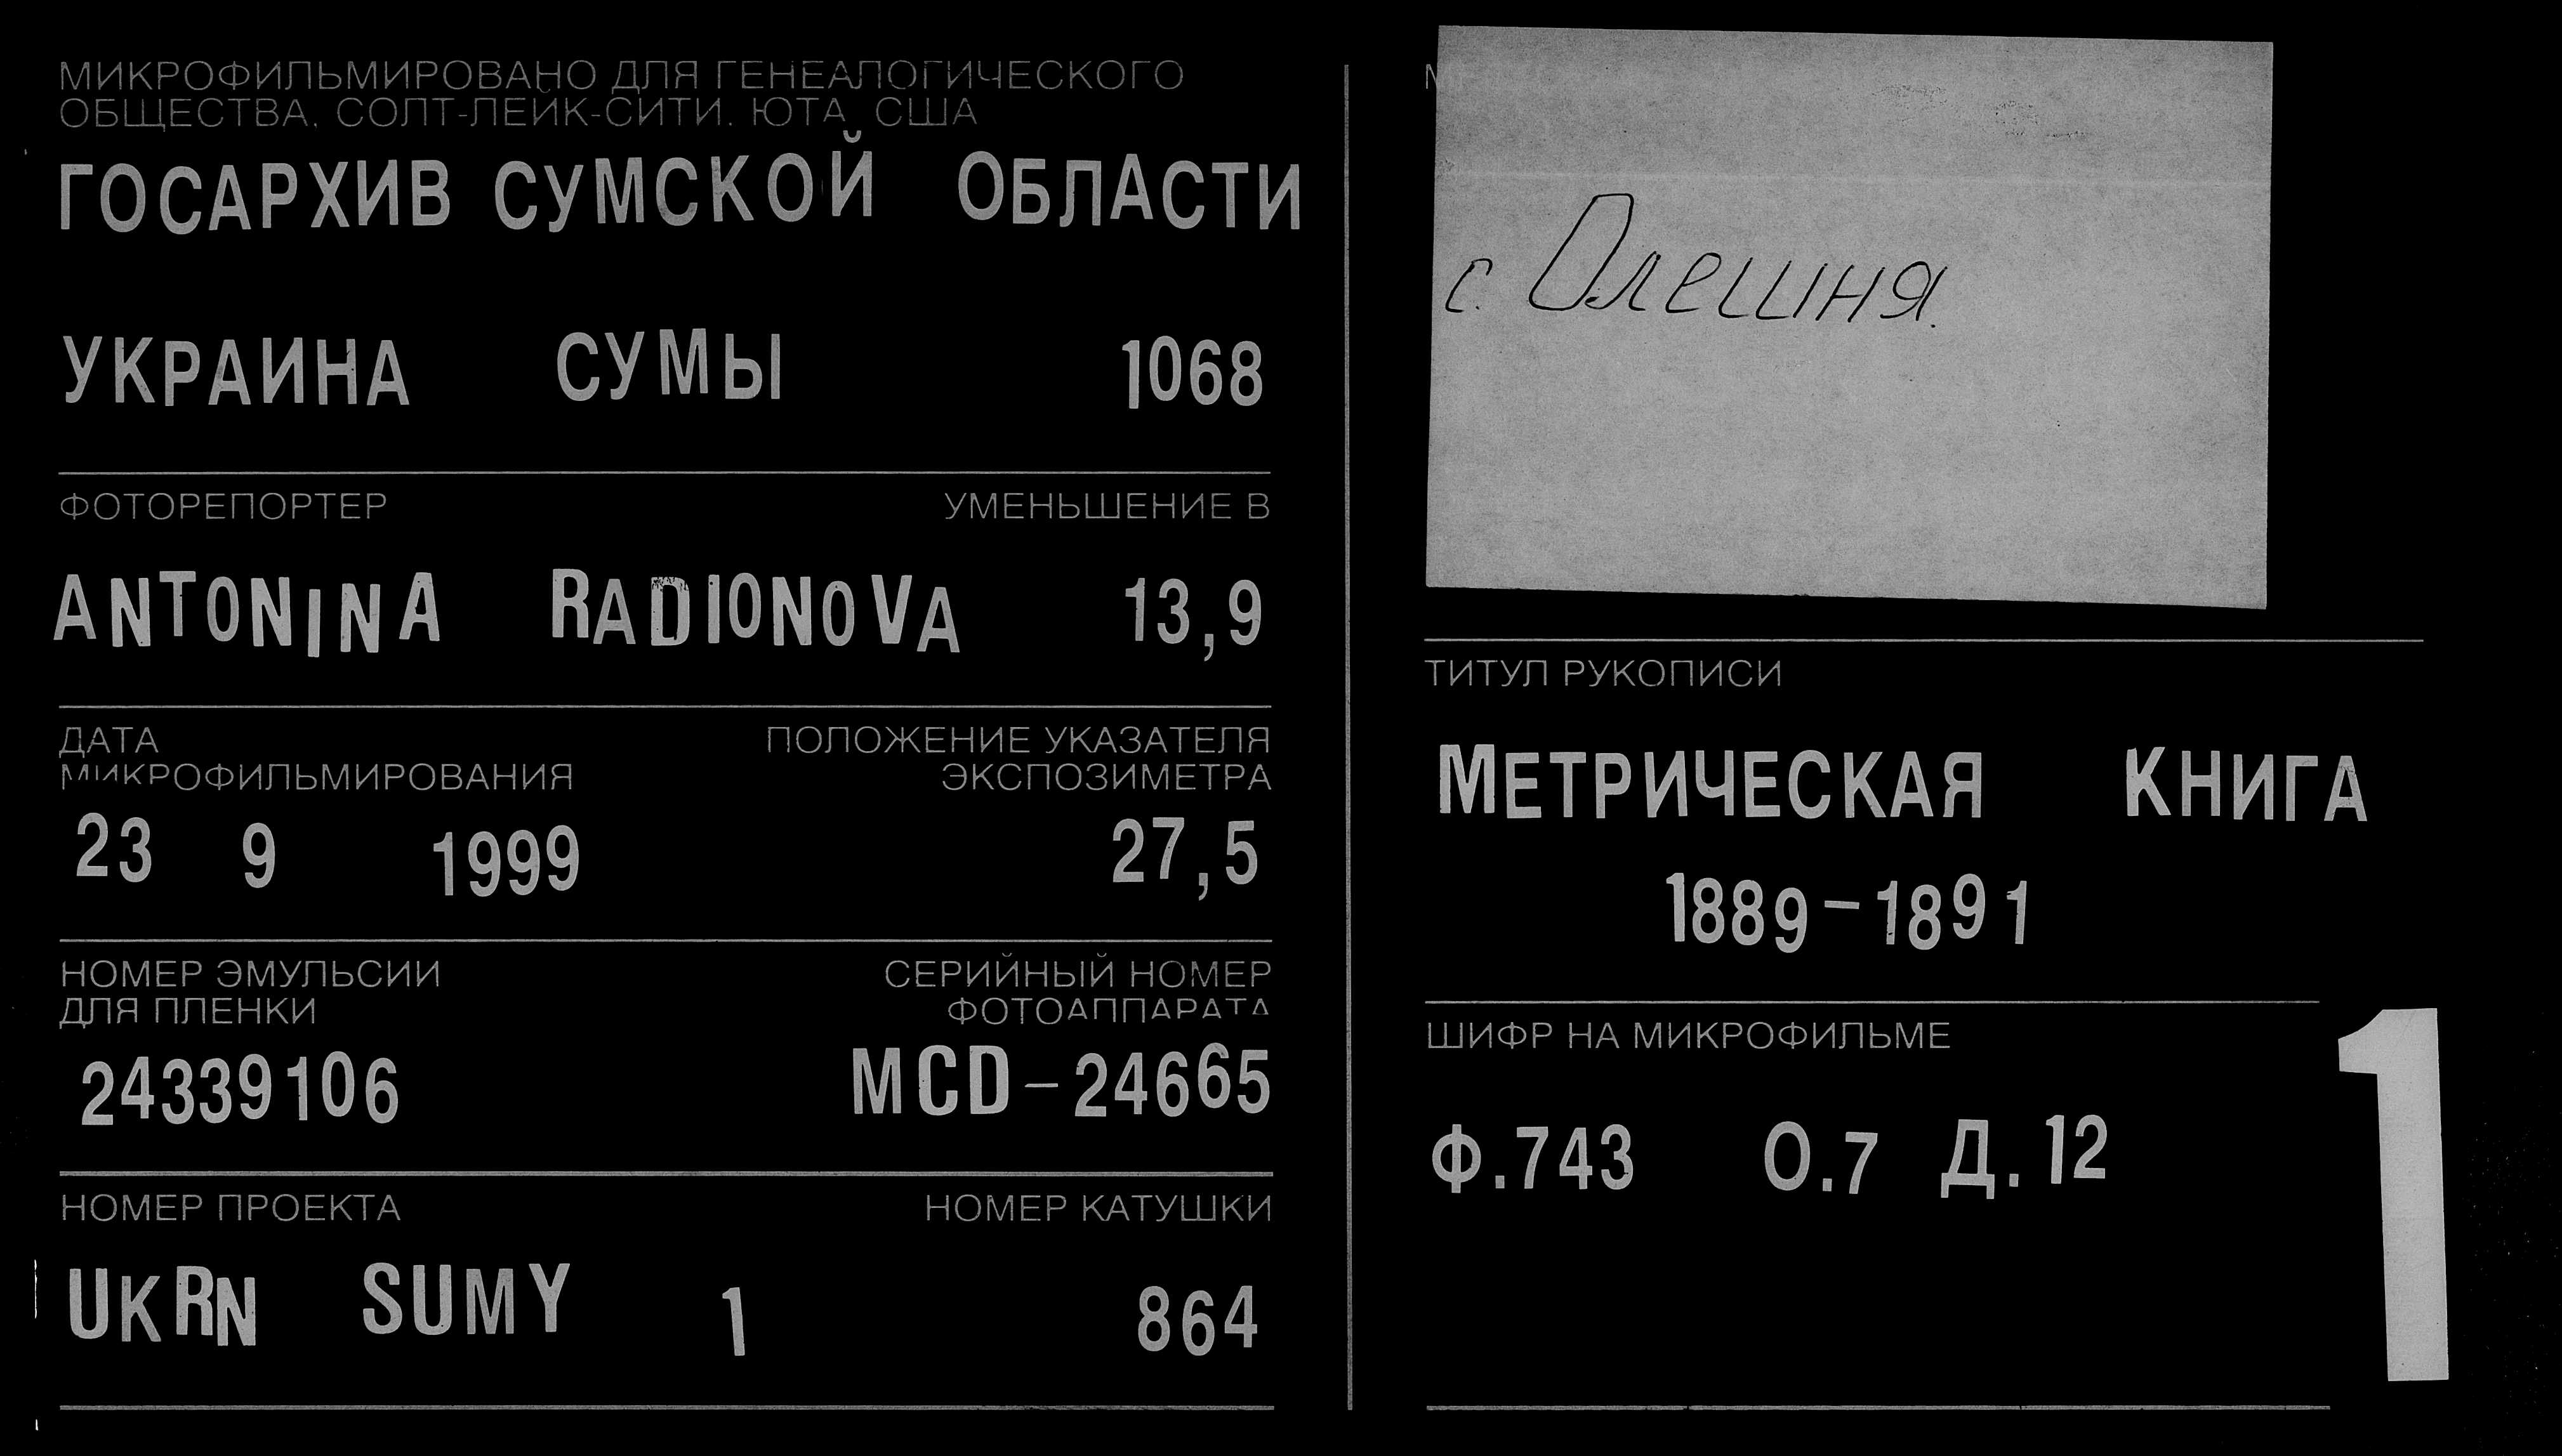 МИКРОФИЛЬМИРОВАНО ДЛЯ ГЕНЕАЛОГИЧЕСКОГО
ОБЩЕСТВА, СОЛТ-ЛЕЙК-СИТИ, ЮТА, США
ГОСАРХИВ СУМСКОЙ ОБЛАСТИ
УКРАИНА СУМЫ 1068
ФОТОРЕПОРТЕР УМЕНЬШЕНИЕ В
ANTONINA RADIONOVA 13,9
ДАТА ПОЛОЖЕНИЕ УКАЗАТЕЛЯ
МИКРОФИЛЬМИРОВАНИЯ ЭКСПОЗИМЕТРА
23 9 1999 27,5
НОМЕР ЭМУЛЬСИИ СЕРИЙНЫЙ НОМЕР
ДЛЯ ПЛЕНКИ ФОТОАППАРАТА
24339106 MCD-24665
НОМЕР ПРОЕКТА НОМЕР КАТУШКИ
UKRN SUMY 1 864
с. Олешня.
ТИТУЛ РУКОПИСИ
МЕТРИЧЕСКАЯ КНИГА
1889-1891
ШИФР НА МИКРОФИЛЬМЕ
Ф.743 О.7 Д.12
1